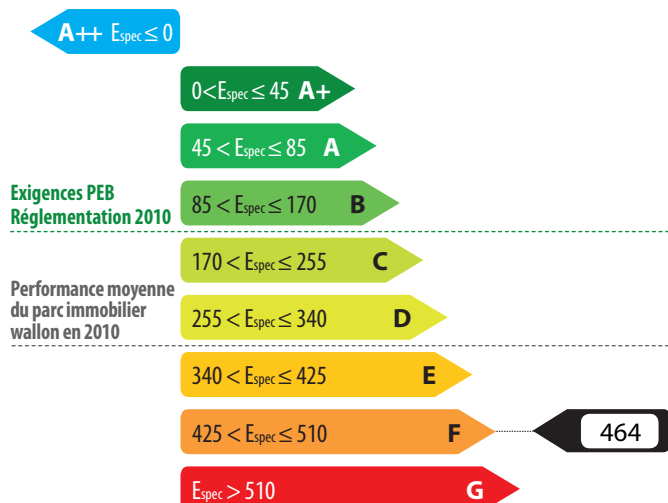 A++ Espec ≤ 0
0<Espec ≤ 45 A+
45 < Espec ≤ 85 A
Exigences PEB
Réglementation 2010
85 < Espec ≤ 170 B
170 < Espec ≤ 255 C
Performance moyenne
du parc immobilier
wallon en 2010
255 < Espec ≤ 340 D
340 < Espec ≤ 425 E
425 < Espec ≤ 510 F
464
Espec > 510 G